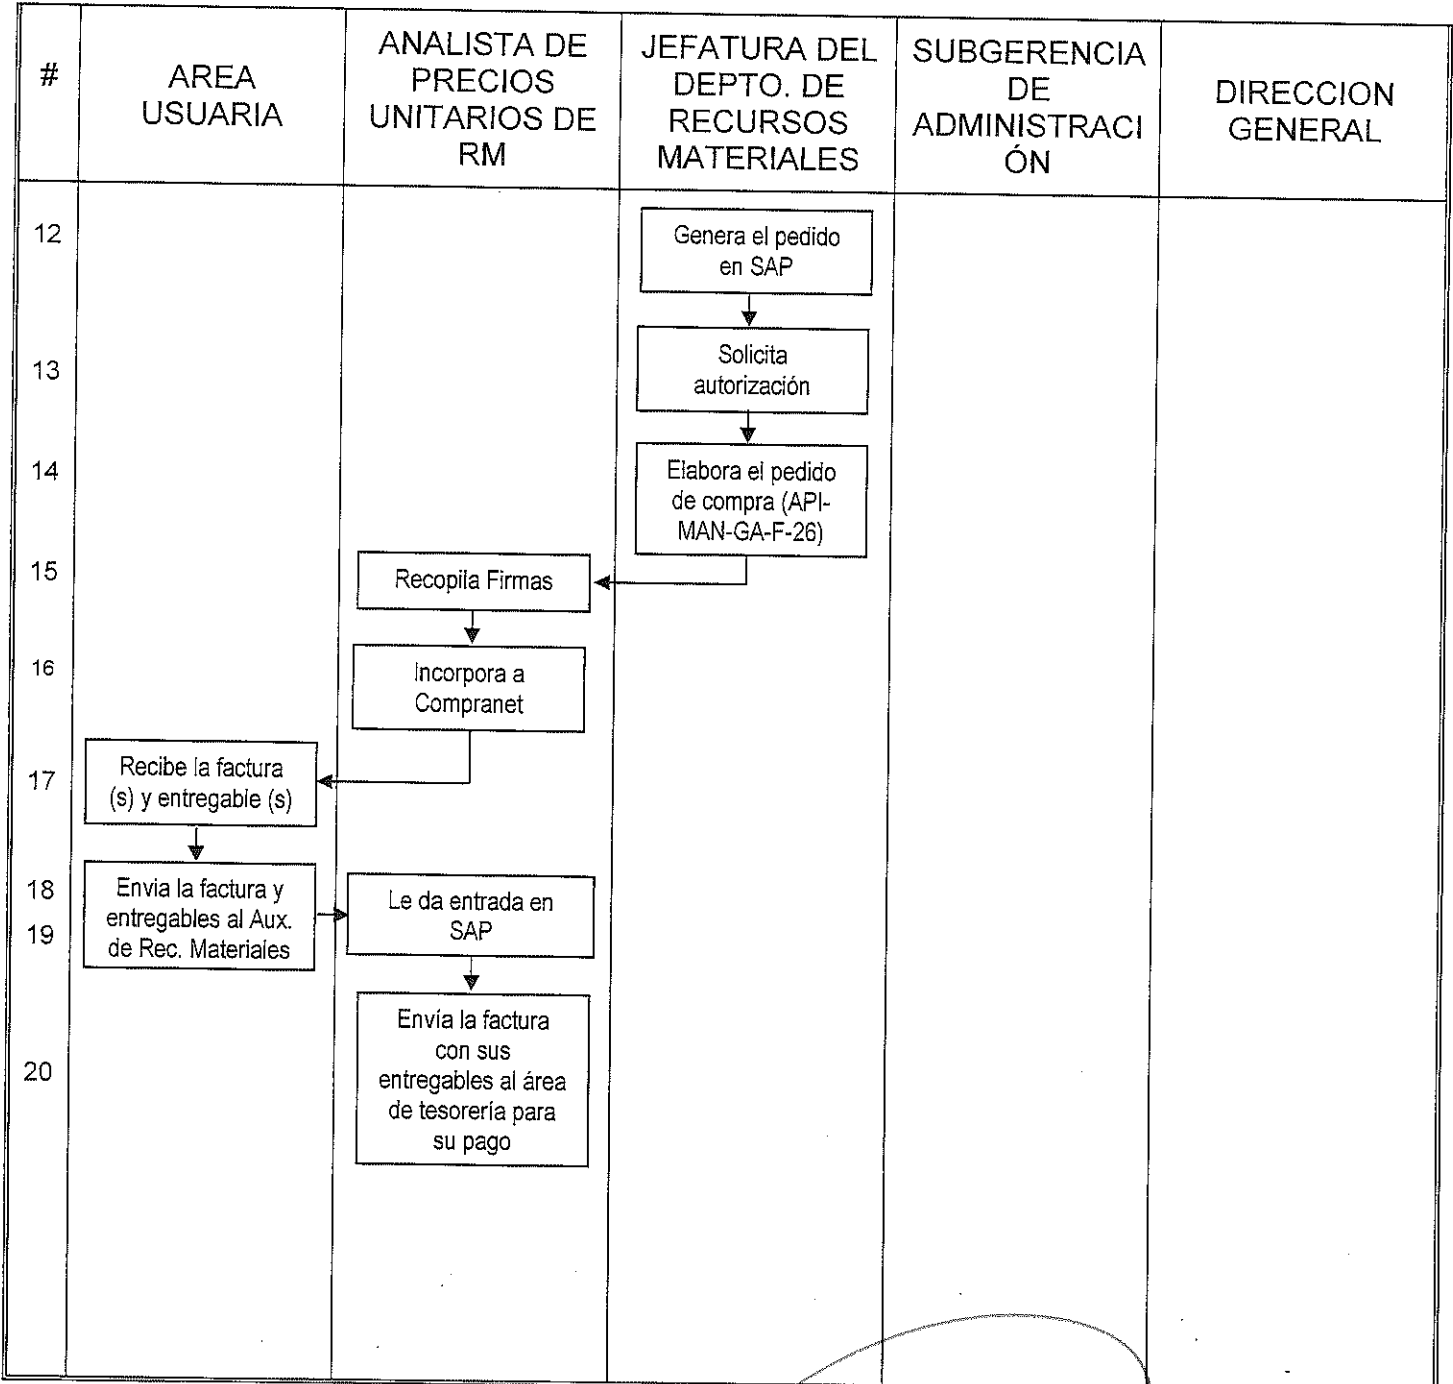 #
AREA
USUARIA
ANALISTA DE
PRECIOS
UNITARIOS DE
RM
JEFATURA DEL
DEPTO. DE
RECURSOS
MATERIALES
SUBGERENCIA
DE
ADMINISTRACI
ÓN
DIRECCION
GENERAL
12
Genera el pedido
en SAP
13
Solicita
autorización
14
Elabora el pedido
de compra (API-
MAN-GA-F-26)
15
Recopila Firmas
16
Incorpora a
Compranet
17
Recibe la factura
(s) y entregable (s)
18
19
Envia la factura y
entregables al Aux.
de Rec. Materiales
Le da entrada en
SAP
20
Envía la factura
con sus
entregables al área
de tesorería para
su pago